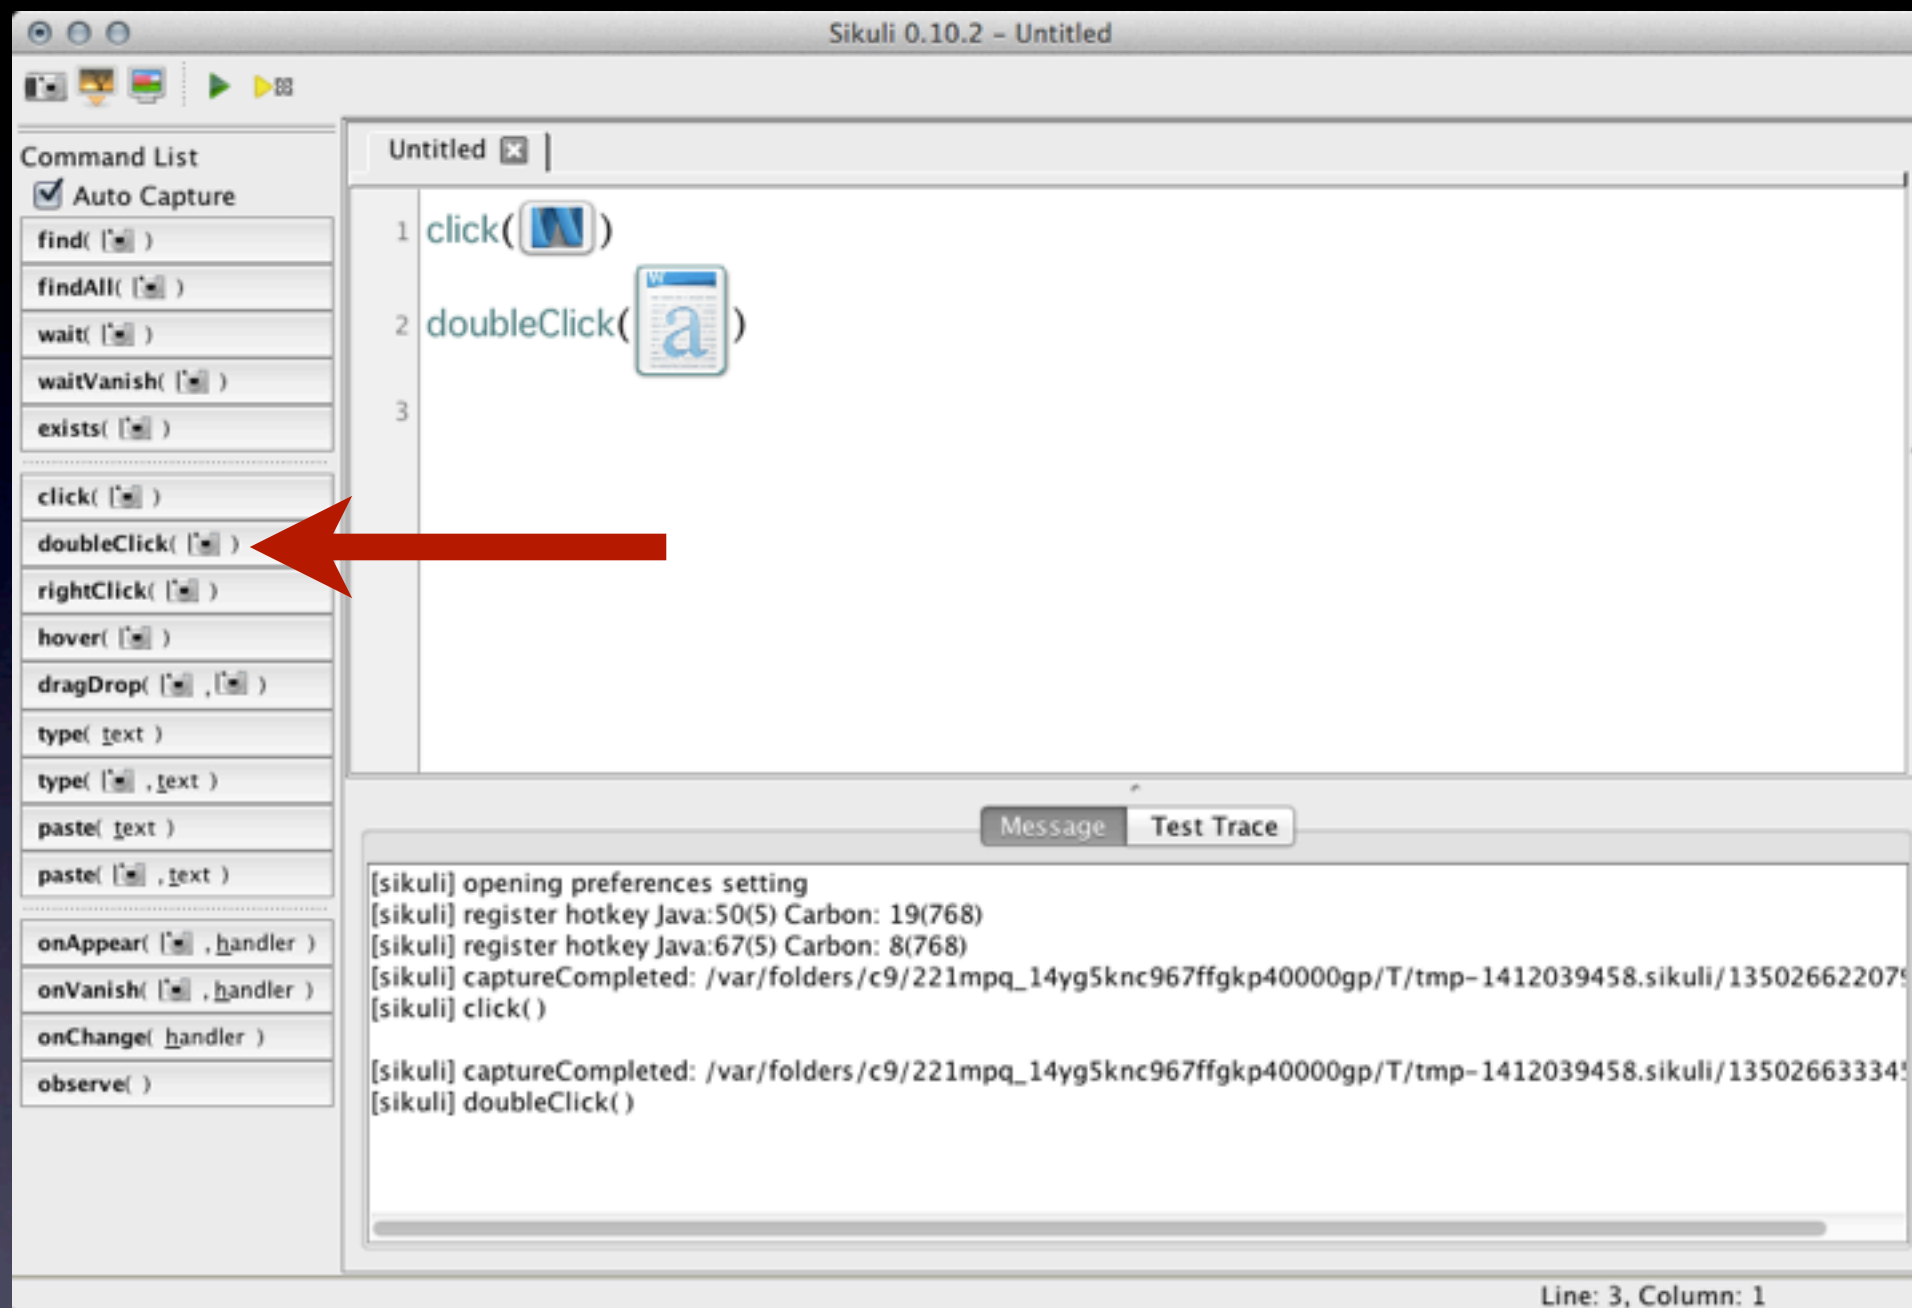 Sikuli 0.10.2 – Untitled
Command List
Auto Capture
find( )
findAll( )
wait( )
waitVanish( )
exists( )
click( )
doubleClick( )
rightClick( )
hover( )
dragDrop( , )
type( text )
type( , text )
paste( text )
paste( , text )
onAppear( , handler )
onVanish( , handler )
onChange( handler )
observe( )
Untitled
1 click( )
2 doubleClick( W a )
3
Message Test Trace
[sikuli] opening preferences setting
[sikuli] register hotkey Java:50(5) Carbon: 19(768)
[sikuli] register hotkey Java:67(5) Carbon: 8(768)
[sikuli] captureCompleted: /var/folders/c9/221mpq_14yg5knc967ffgkp40000gp/T/tmp-1412039458.sikuli/135026622079
[sikuli] click()
[sikuli] captureCompleted: /var/folders/c9/221mpq_14yg5knc967ffgkp40000gp/T/tmp-1412039458.sikuli/13502663334
[sikuli] doubleClick()
Line: 3, Column: 1